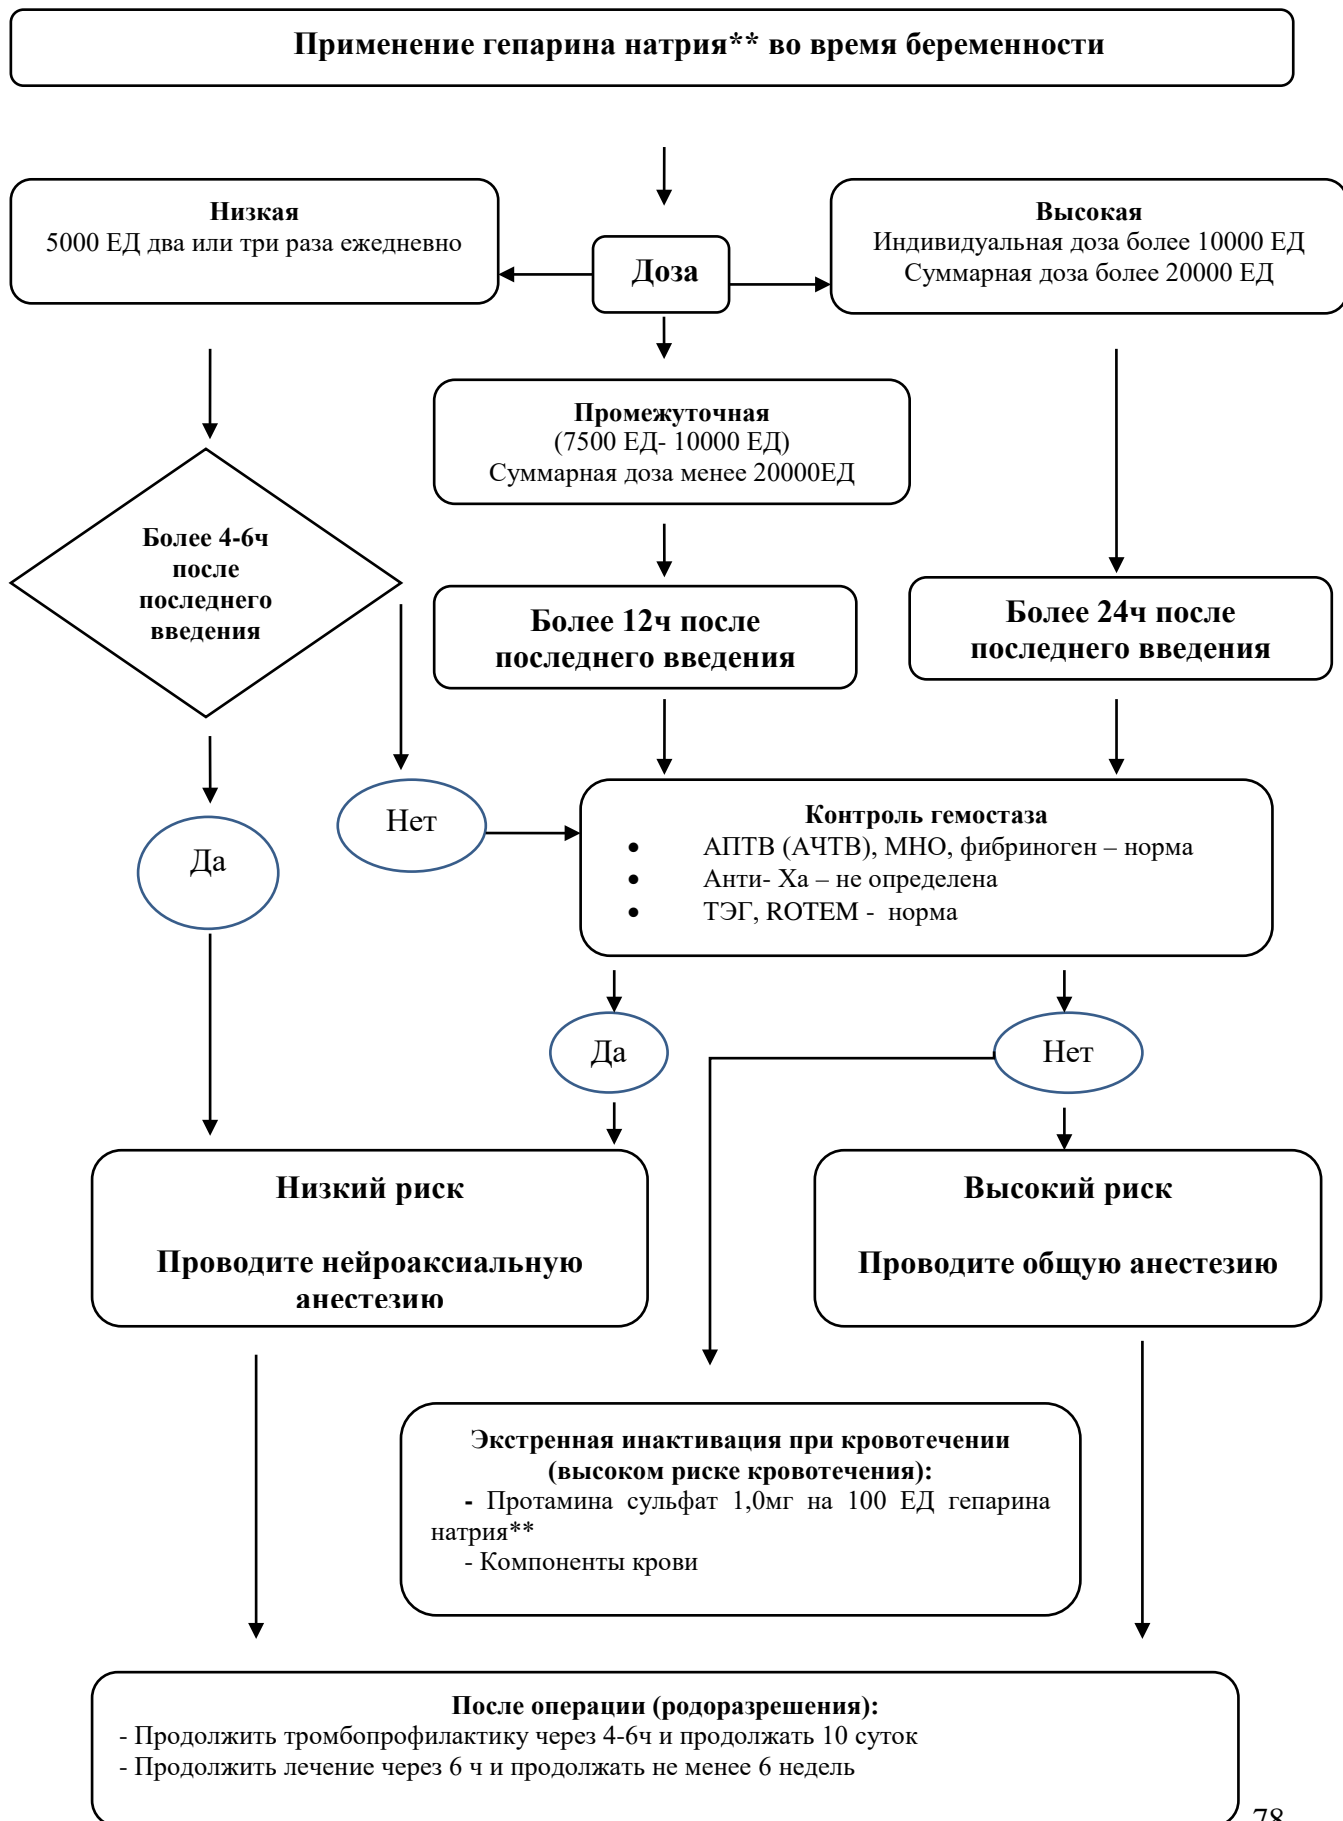 Применение гепарина натрия** во время беременности
Низкая
5000 ЕД два или три раза ежедневно
Доза
Высокая
Индивидуальная доза более 10000 ЕД
Суммарная доза более 20000 ЕД
Промежуточная
(7500 ЕД- 10000 ЕД)
Суммарная доза менее 20000ЕД
Более 4-6ч
после
последнего
введения
Более 12ч после
последнего введения
Более 24ч после
последнего введения
Да
Нет
Контроль гемостаза
• АПТВ (АЧТВ), МНО, фибриноген – норма
• Анти- Ха – не определена
• ТЭГ, ROTEM - норма
Да
Нет
Низкий риск
Проводите нейроаксиальную
анестезию
Высокий риск
Проводите общую анестезию
Экстренная инактивация при кровотечении
(высоком риске кровотечения):
- Протамина сульфат 1,0мг на 100 ЕД гепарина
натрия**
- Компоненты крови
После операции (родоразрешения):
- Продолжить тромбопрофилактику через 4-6ч и продолжать 10 суток
- Продолжить лечение через 6 ч и продолжать не менее 6 недель
78